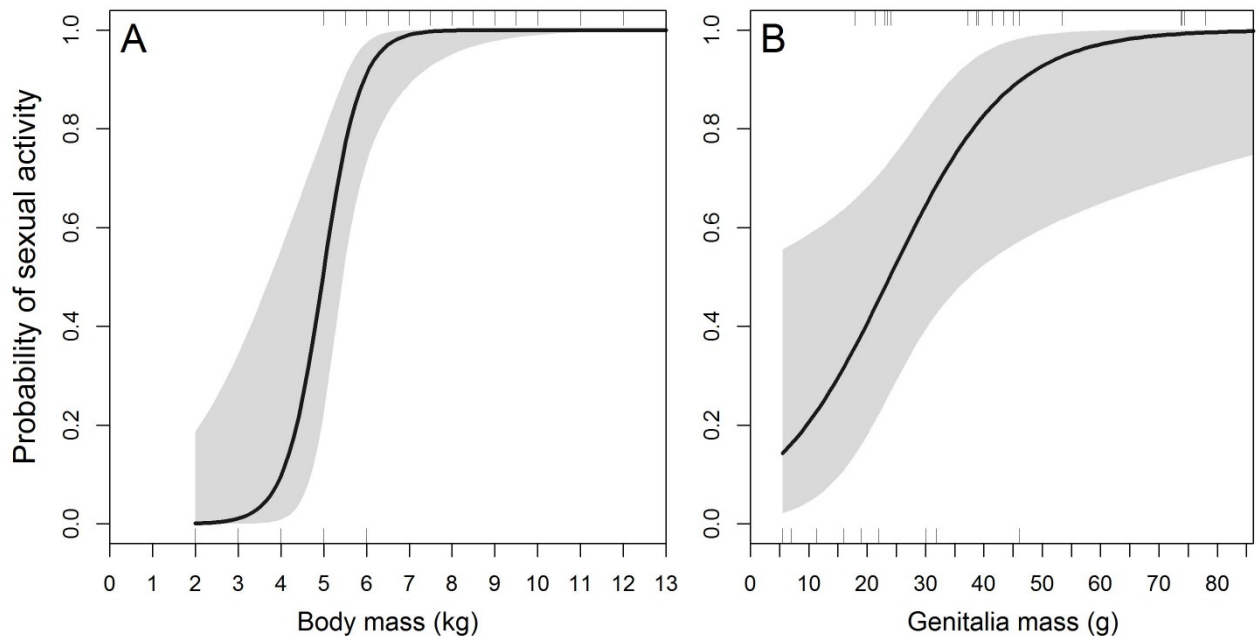 A
B
Probability of sexual activity
1.0
0.8
0.6
0.4
0.2
0.0
0 1 2 3 4 5 6 7 8 9 10 11 12 13
Body mass (kg)
1.0
0.8
0.6
0.4
0.2
0.0
0 10 20 30 40 50 60 70 80
Genitalia mass (g)